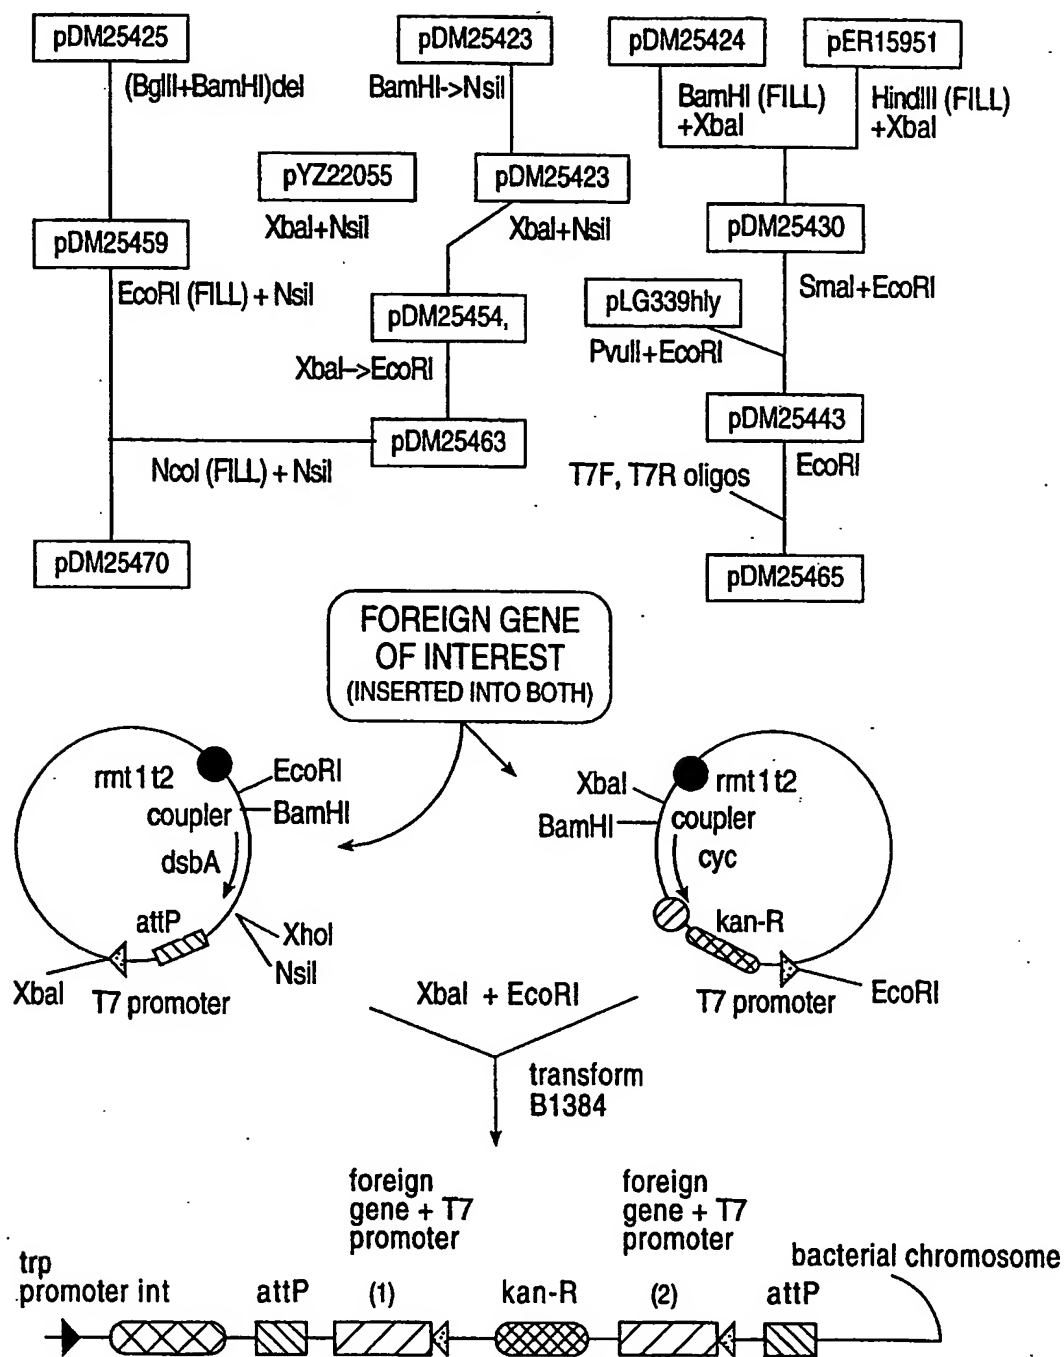 pDM25425
pDM25423
pDM25424
pER15951
(BglII+BamHI)del
BamHI->NsiI
BamHI (FILL)
+XbaI
HindIII (FILL)
+XbaI
pYZ22055
pDM25423
XbaI+NsiI
XbaI+NsiI
pDM25459
pDM25430
EcoRI (FILL) + NsiI
SmaI+EcoRI
pLG339hly
pDM25454,
PvuII+EcoRI
XbaI->EcoRI
pDM25443
pDM25463
EcoRI
NcoI (FILL) + NsiI
T7F, T7R oligos
pDM25470
pDM25465
FOREIGN GENE
OF INTEREST
(INSERTED INTO BOTH)
rrnt1t2
EcoRI
coupler
BamHI
dsbA
attP
XhoI
NsiI
XbaI
T7 promoter
XbaI
rrnt1t2
BamHI
coupler
cyc
kan-R
T7 promoter
EcoRI
XbaI + EcoRI
transform
B1384
foreign
gene + T7
promoter
foreign
gene + T7
promoter
bacterial chromosome
trp
promoter int
attP
(1)
kan-R
(2)
attP